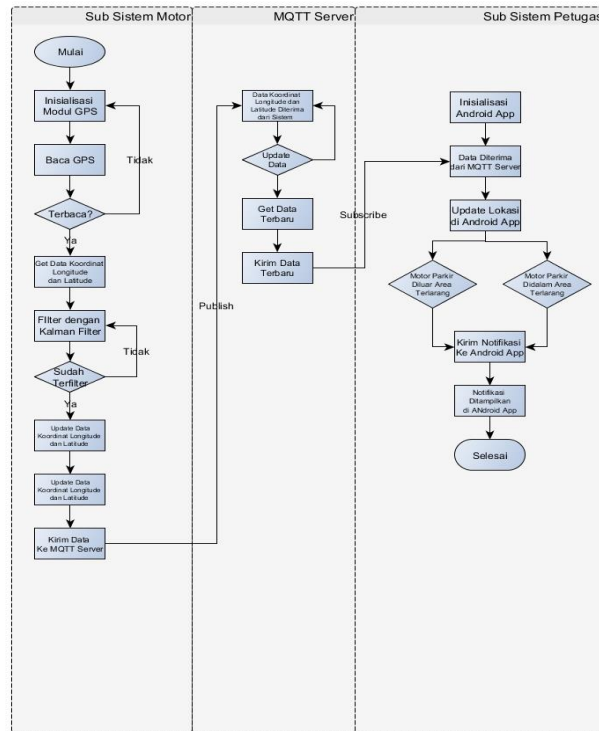 Sub Sistem Motor
Mulai
Inisialisasi
Modul GPS
Baca GPS
Tidak
Terbaca?
Ya
Get Data Koordinat
Longitude
dan Latitude
FIlter dengan
Kalman Filter
Tidak
Sudah
Terfilter
Ya
Update Data
Koordinat Longitude
dan Latitude
Update Data
Koordinat Longitude
dan Latitude
Kirim Data
Ke MQTT Server
Publish
MQTT Server
Data Koordinat
Longitude dan
Latitude Diterima
dari Sistem
Update
Data
Get Data
Terbaru
Kirim Data
Terbaru
Subscribe
Sub Sistem Petugas
Inisialisasi
Android App
Data Diterima
dari MQTT Server
Update Lokasi
di Android App
Motor Parkir
Diluar Area
Terlarang
Motor Parkir
Didalam Area
Terlarang
Kirim Notifikasi
Ke Android App
Notifikasi
Ditampilkan
di ANdroid App
Selesai